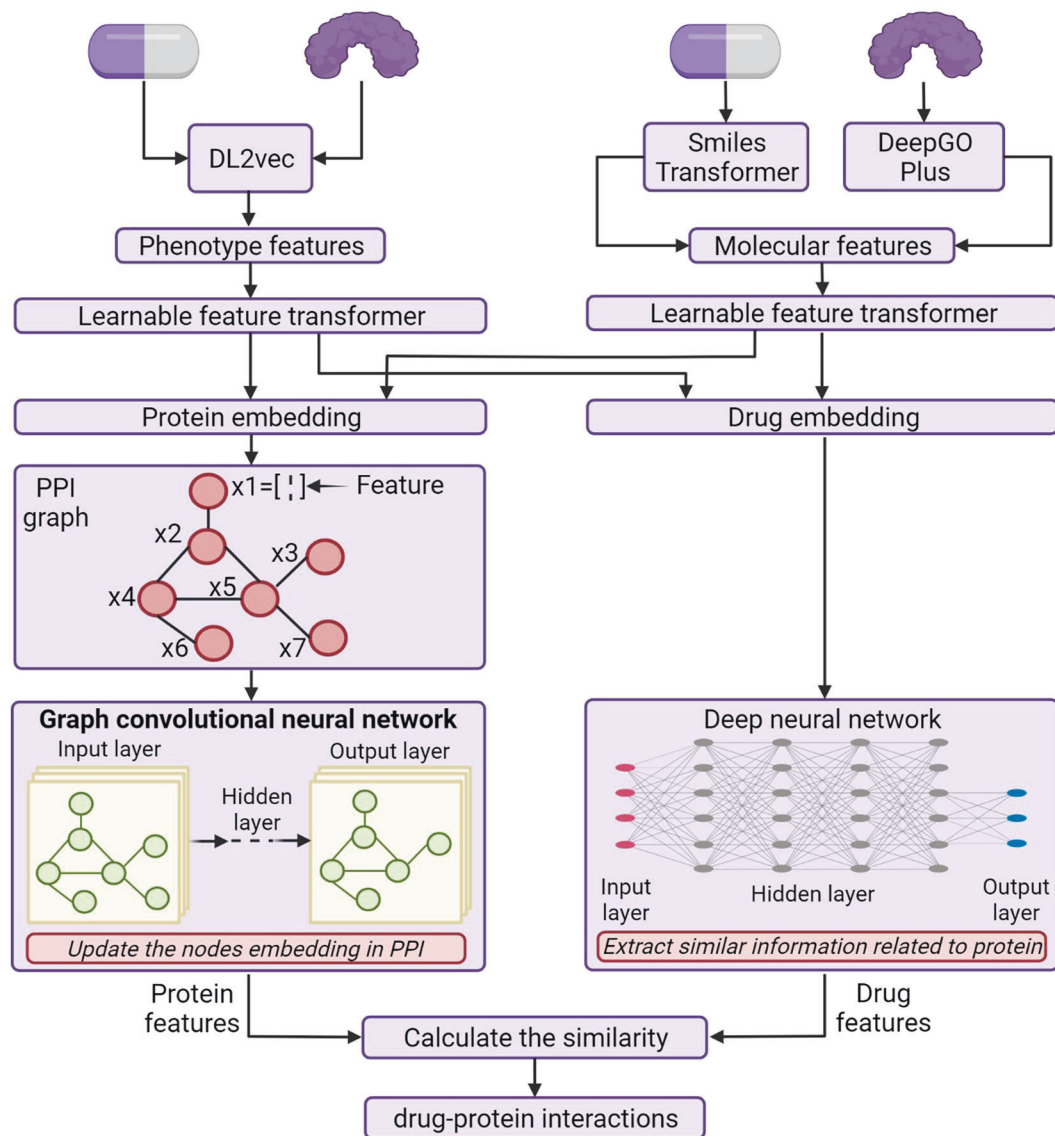 DL2vec
Smiles
Transformer
DeepGO
Plus
Phenotype features
Molecular features
Learnable feature transformer
Learnable feature transformer
Protein embedding
Drug embedding
PPI
graph
x1=[ ¦ ]
Feature
x2
x3
x4
x5
x6
x7
Graph convolutional neural network
Input layer
Output layer
Hidden
layer
Update the nodes embedding in PPI
Deep neural network
Input
layer
Hidden layer
Output
layer
Extract similar information related to protein
Protein
features
Drug
features
Calculate the similarity
drug-protein interactions